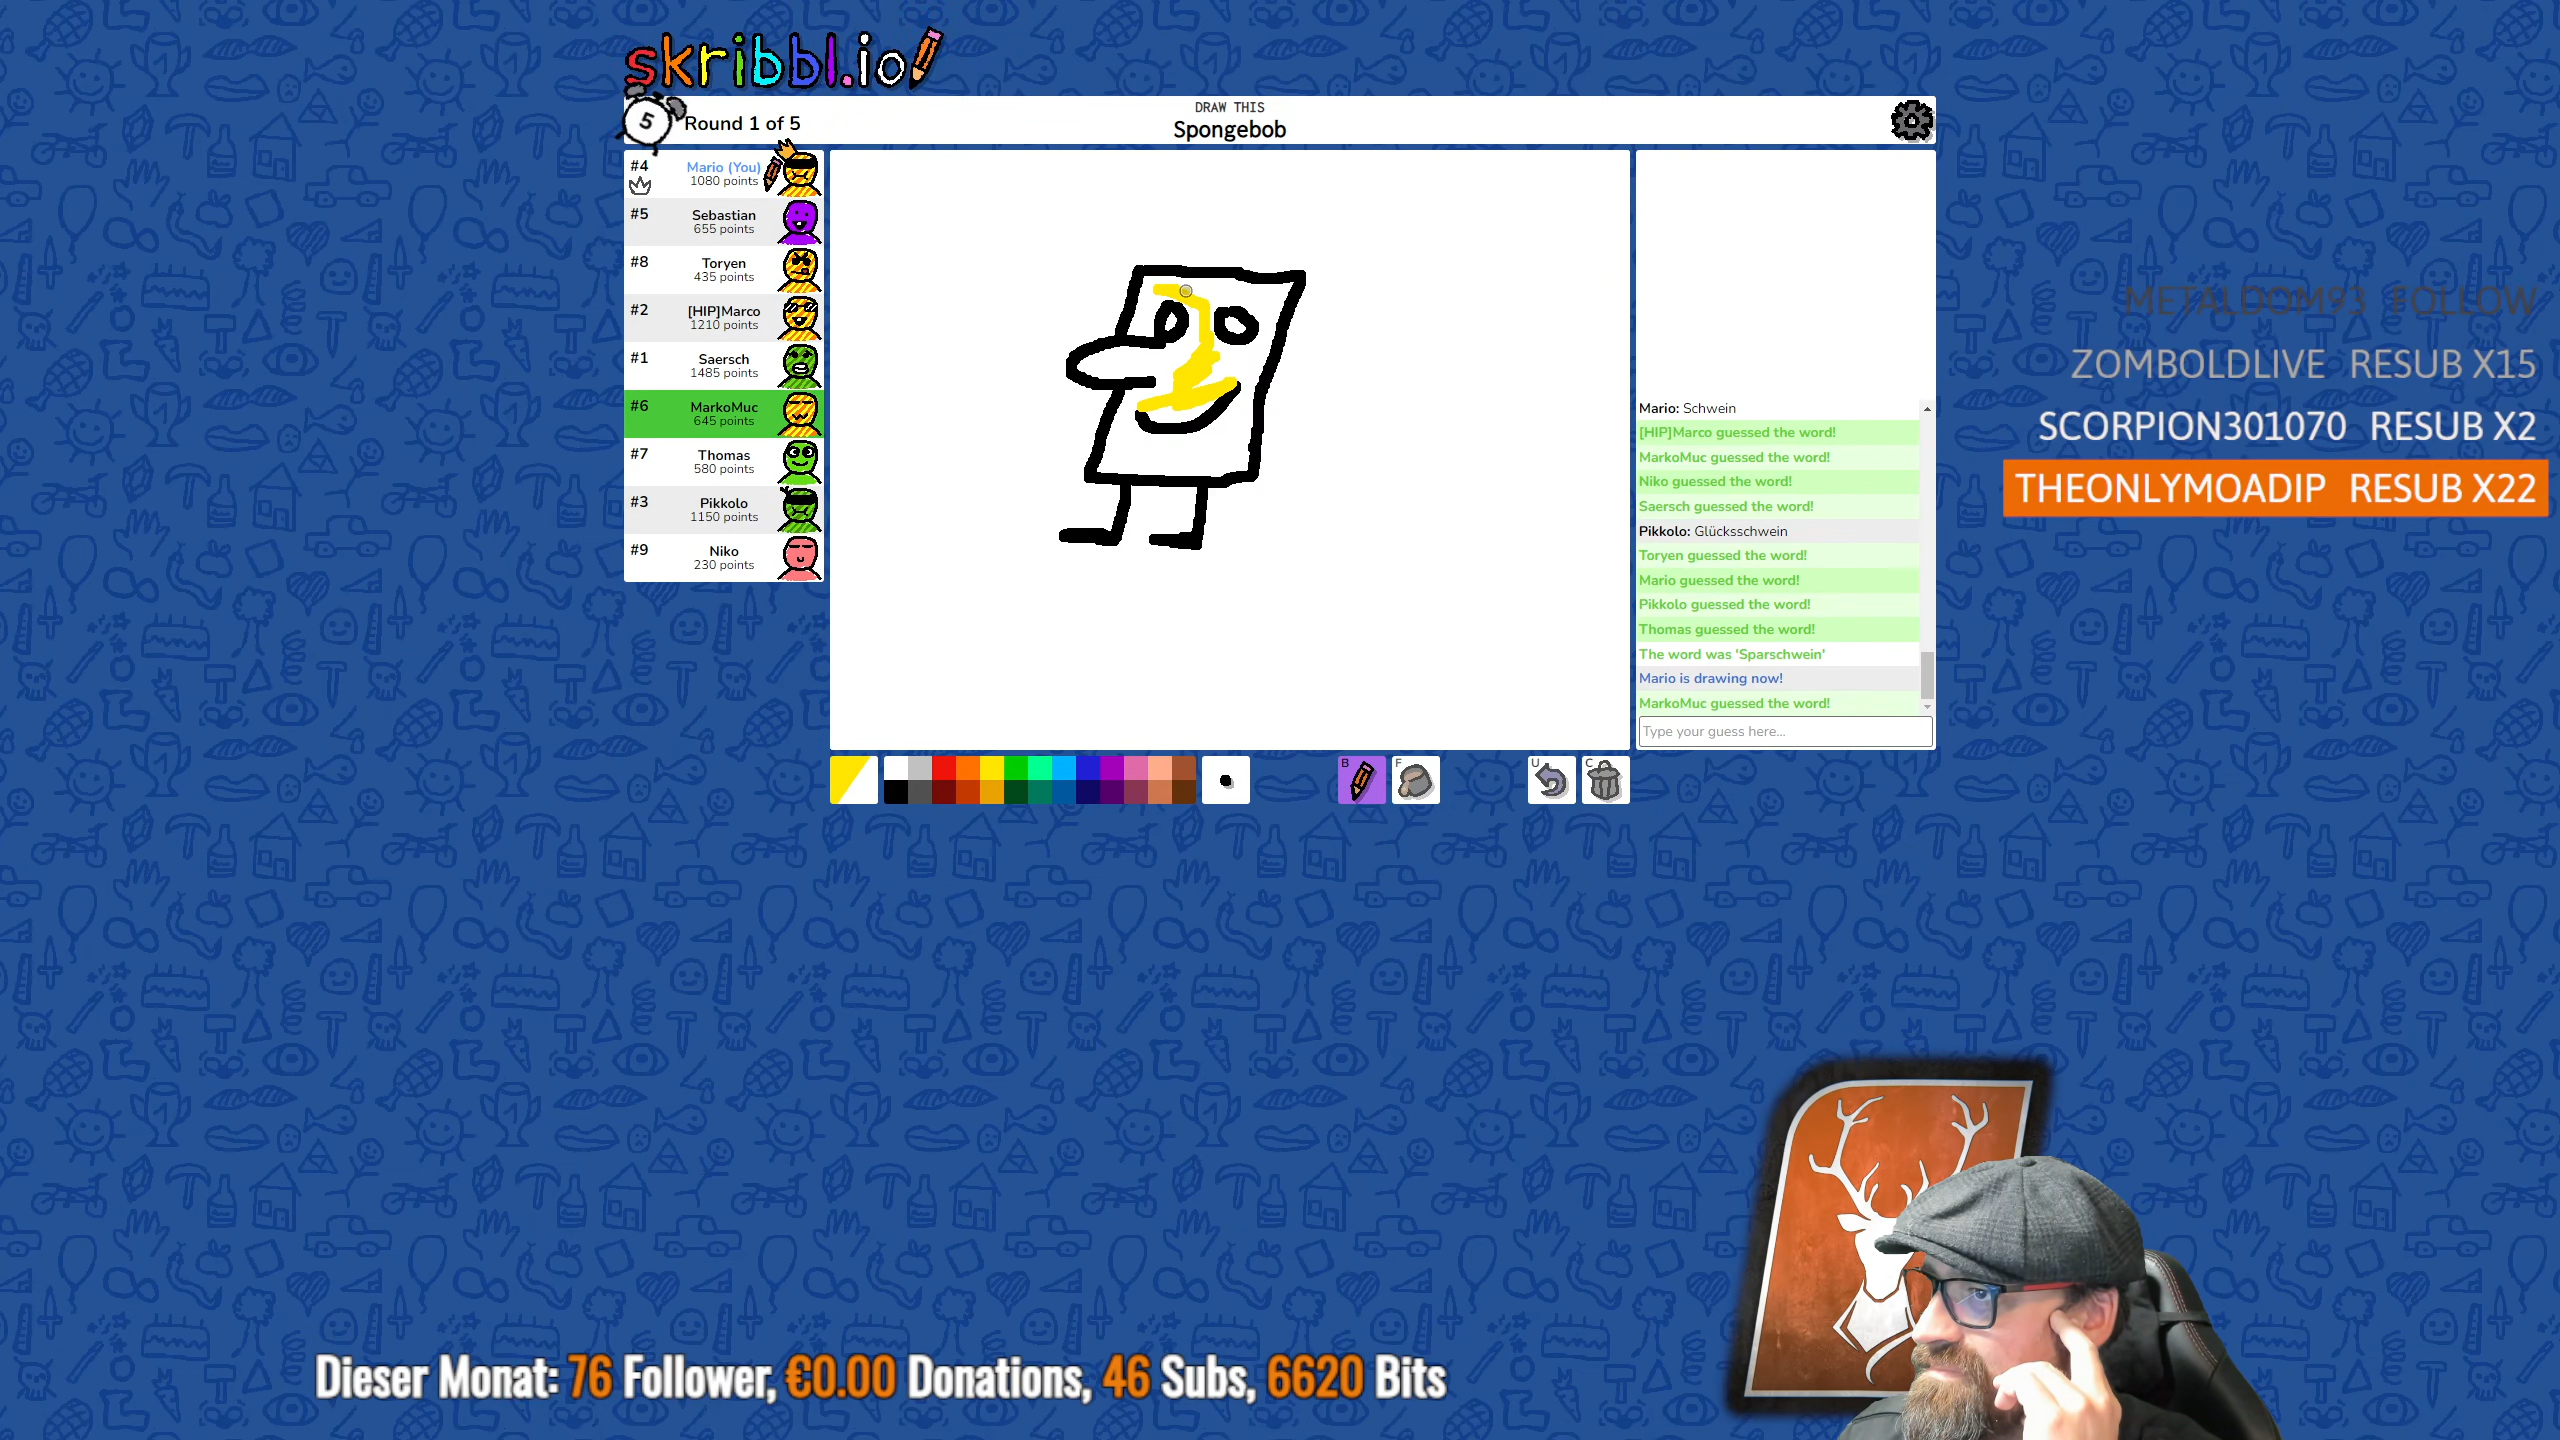 skribbl.io
DRAW THIS
5
Round 1 of 5
Spongebob
#4
Mario (You)
1080 points
#5
Sebastian
655 points
#8
Toryen
435 points
#2
[HIP]Marco
1210 points
#1
Saersch
1485 points
#6
MarkoMuc
645 points
#7
Thomas
580 points
#3
Pikkolo
1150 points
#9
Niko
230 points
Mario: Schwein
[HIP]Marco guessed the word!
MarkoMuc guessed the word!
Niko guessed the word!
Saersch guessed the word!
Pikkolo: Glücksschwein
Toryen guessed the word!
Mario guessed the word!
Pikkolo guessed the word!
Thomas guessed the word!
The word was 'Sparschwein'
Mario is drawing now!
MarkoMuc guessed the word!
Type your guess here...
B
F
U
C
METALDOM93 FOLLOW
ZOMBOLDLIVE RESUB X15
SCORPION301070 RESUB X2
THEONLYMOADIP RESUB X22
Dieser Monat: 76 Follower, €0.00 Donations, 46 Subs, 6620 Bits